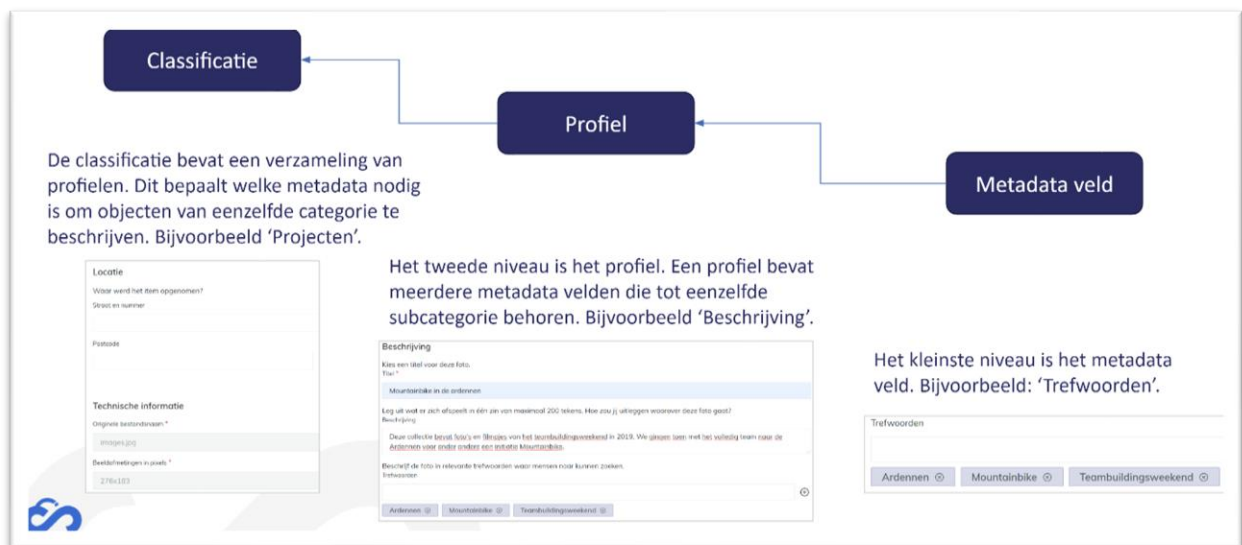 Classificatie
Profiel
Metadata veld
De classificatie bevat een verzameling van
profielen. Dit bepaalt welke metadata nodig
is om objecten van eenzelfde categorie te
beschrijven. Bijvoorbeeld ‘Projecten’.
Locatie
Waar werd het item opgenomen?
Straat en nummer
Postcode
Technische informatie
Originele bestandsnaam *
images.jpg
Beeldafmetingen in pixels *
276x183
Het tweede niveau is het profiel. Een profiel bevat
meerdere metadata velden die tot eenzelfde
subcategorie behoren. Bijvoorbeeld ‘Beschrijving’.
Beschrijving
Kies een titel voor deze foto.
Titel *
Mountainbike in de ardennen
Leg uit wat er zich afspeelt in één zin van maximaal 200 tekens. Hoe zou jij uitleggen waarover deze foto gaat?
Beschrijving
Deze collectie bevat foto's en filmpjes van het teambuildingsweekend in 2019. We gingen toen met het volledig team naar de
Ardennen voor onder andere een initiatie Mountainbike.
Beschrijf de foto in relevante trefwoorden waar mensen naar kunnen zoeken.
Trefwoorden
Ardennen
Mountainbike
Teambuildingsweekend
Het kleinste niveau is het metadata
veld. Bijvoorbeeld: ‘Trefwoorden’.
Trefwoorden
Ardennen
Mountainbike
Teambuildingsweekend